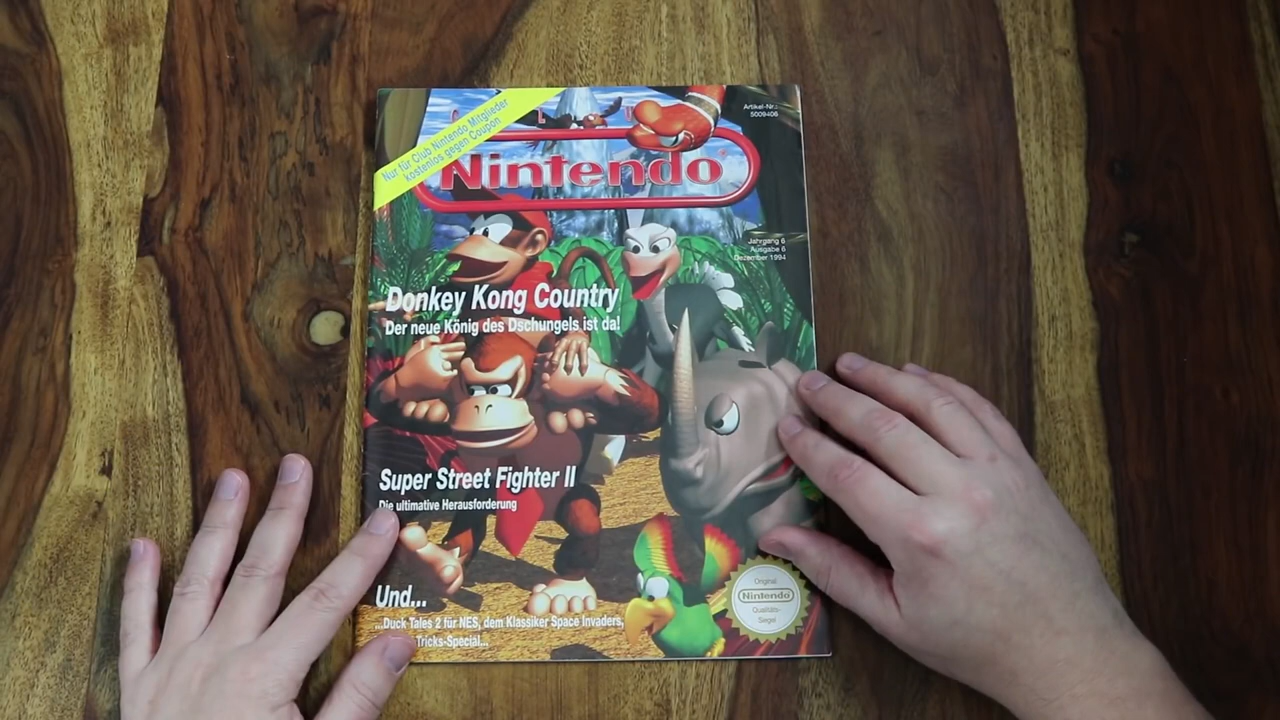 Nur für Club Nintendo Mitglieder
kostenlos gegen Coupon
Artikel-Nr.:
5009406
Nintendo
Jahrgang 6
Ausgabe 6
Dezember 1994
Donkey Kong Country
Der neue König des Dschungels ist da!
Super Street Fighter II
Die ultimative Herausforderung
Und...
...Duck Tales 2 für NES, dem Klassiker Space Invaders,
Tricks-Special...
Original
Nintendo
Qualitäts-
Siegel